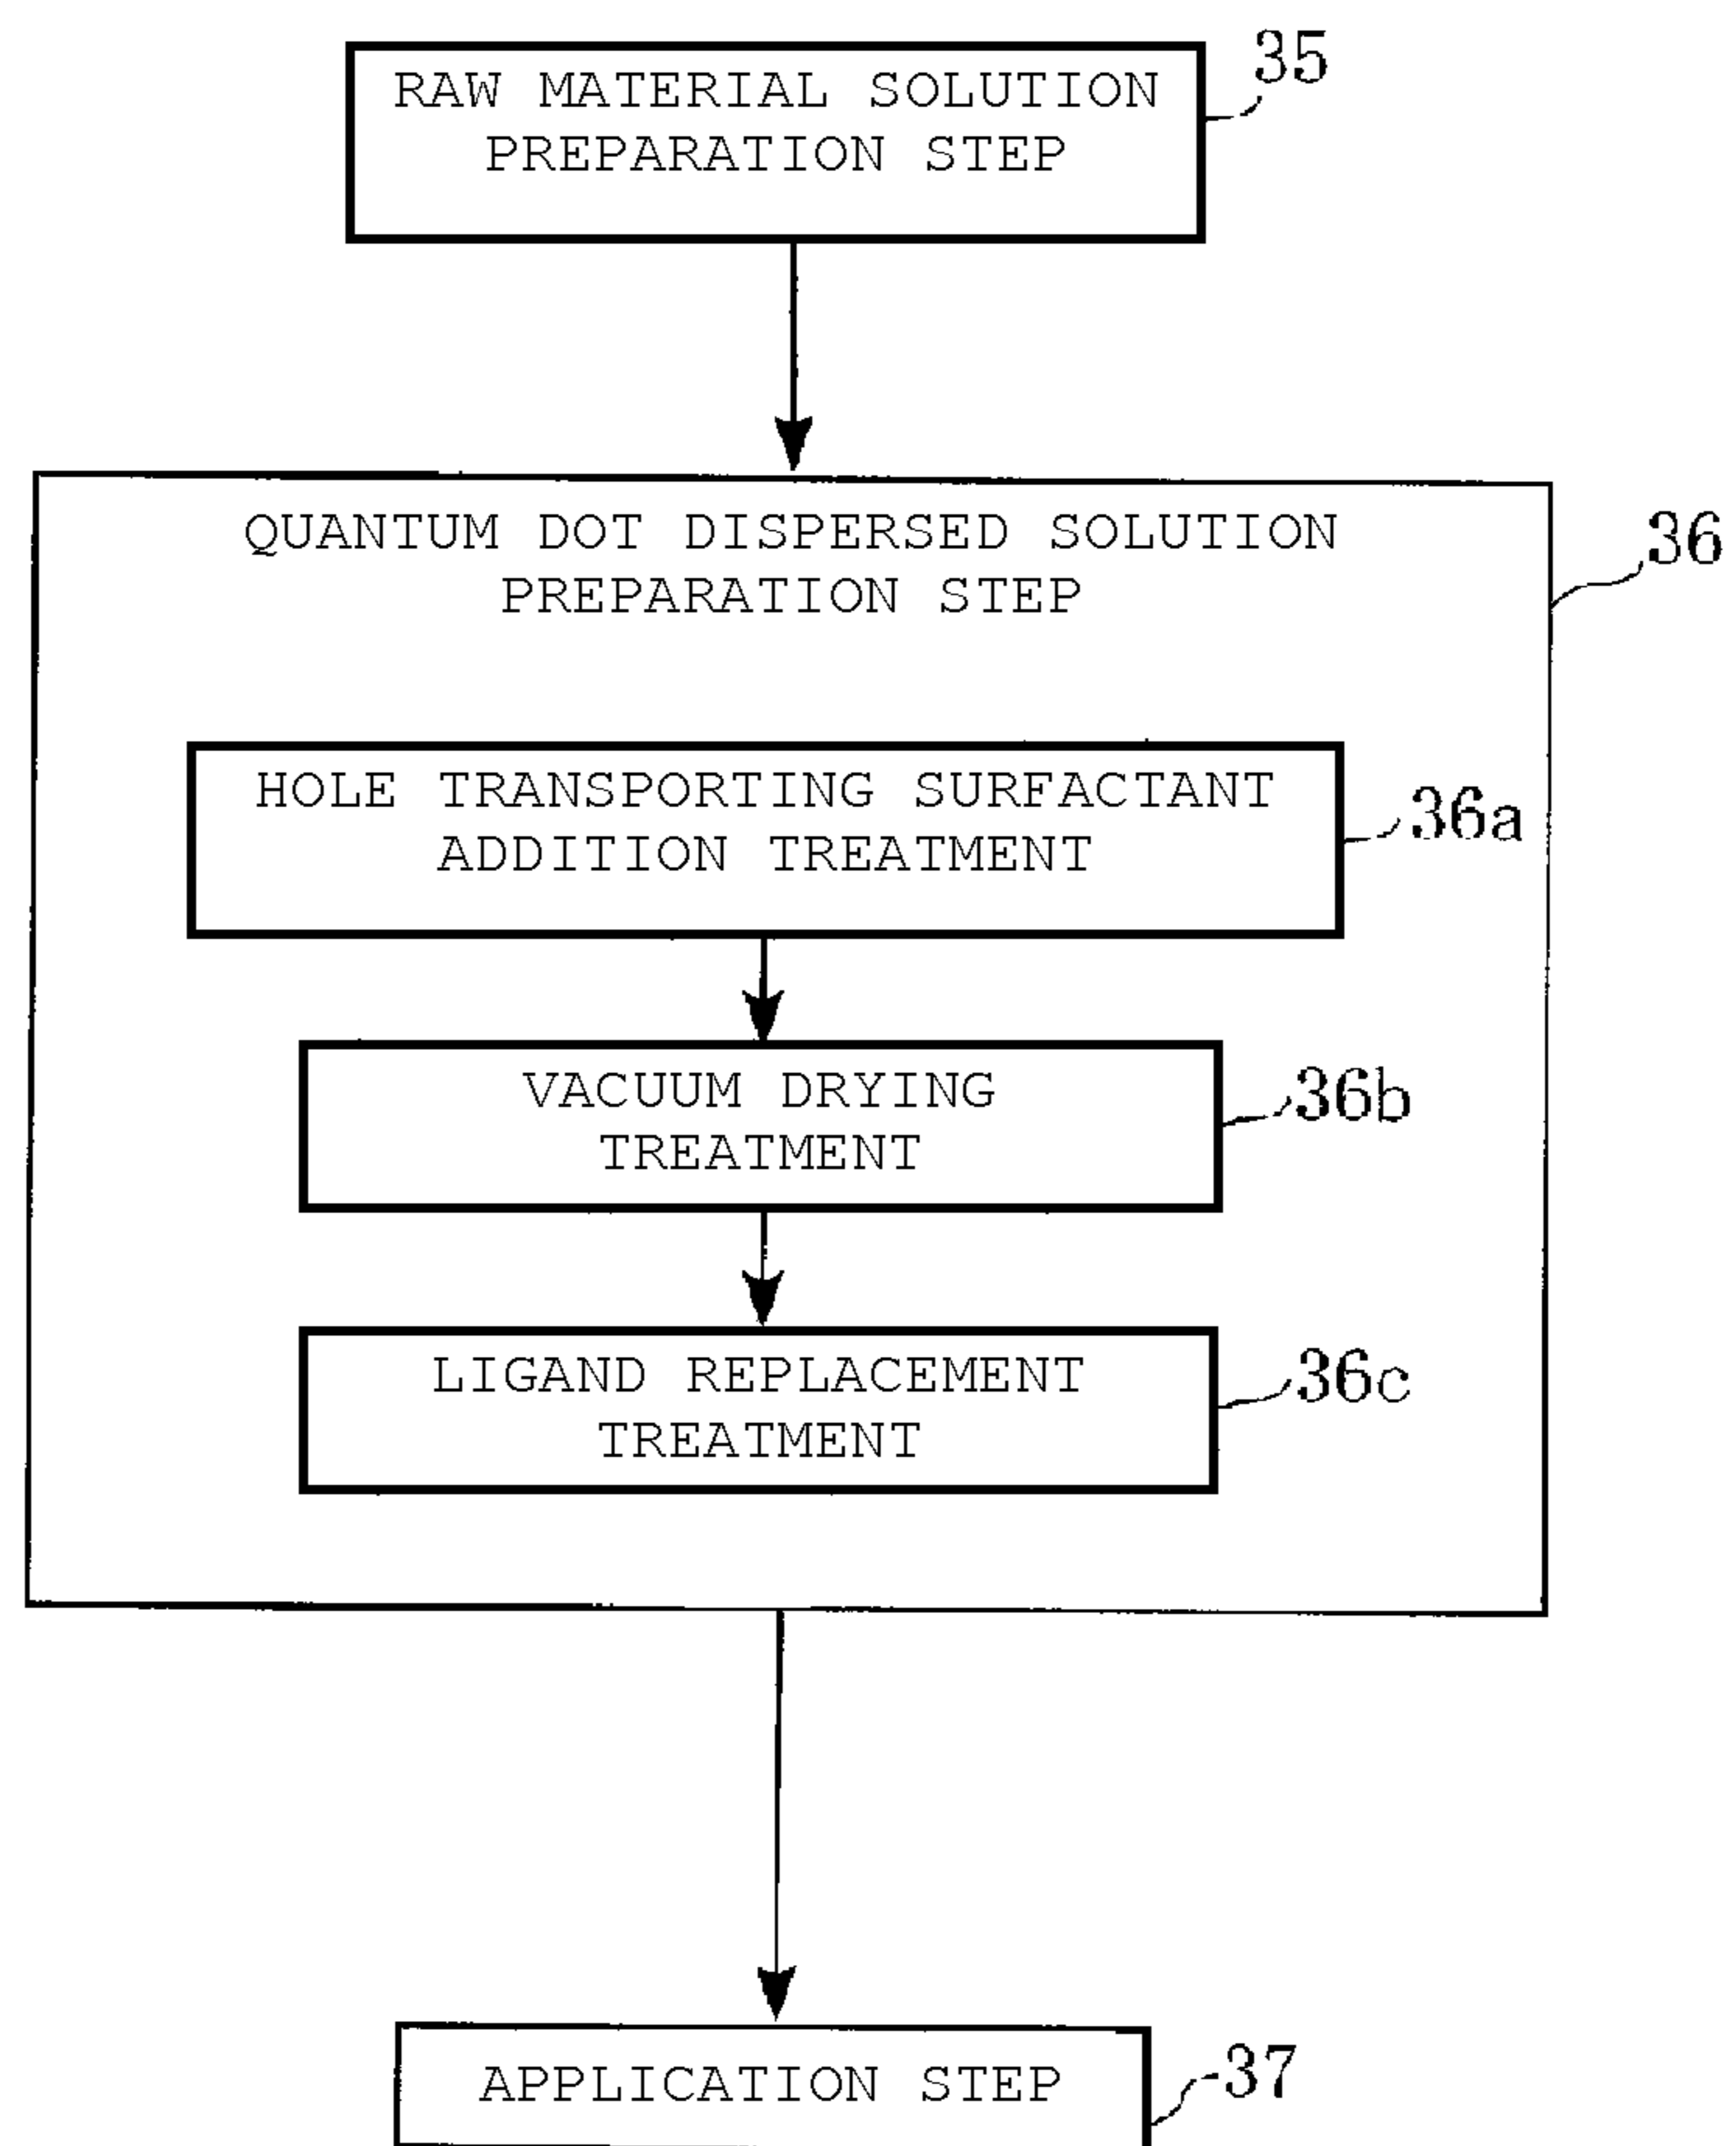 RAW MATERIAL SOLUTION
PREPARATION STEP
35
QUANTUM DOT DISPERSED SOLUTION
PREPARATION STEP
36
HOLE TRANSPORTING SURFACTANT
ADDITION TREATMENT
36a
VACUUM DRYING
TREATMENT
36b
LIGAND REPLACEMENT
TREATMENT
36c
APPLICATION STEP
37